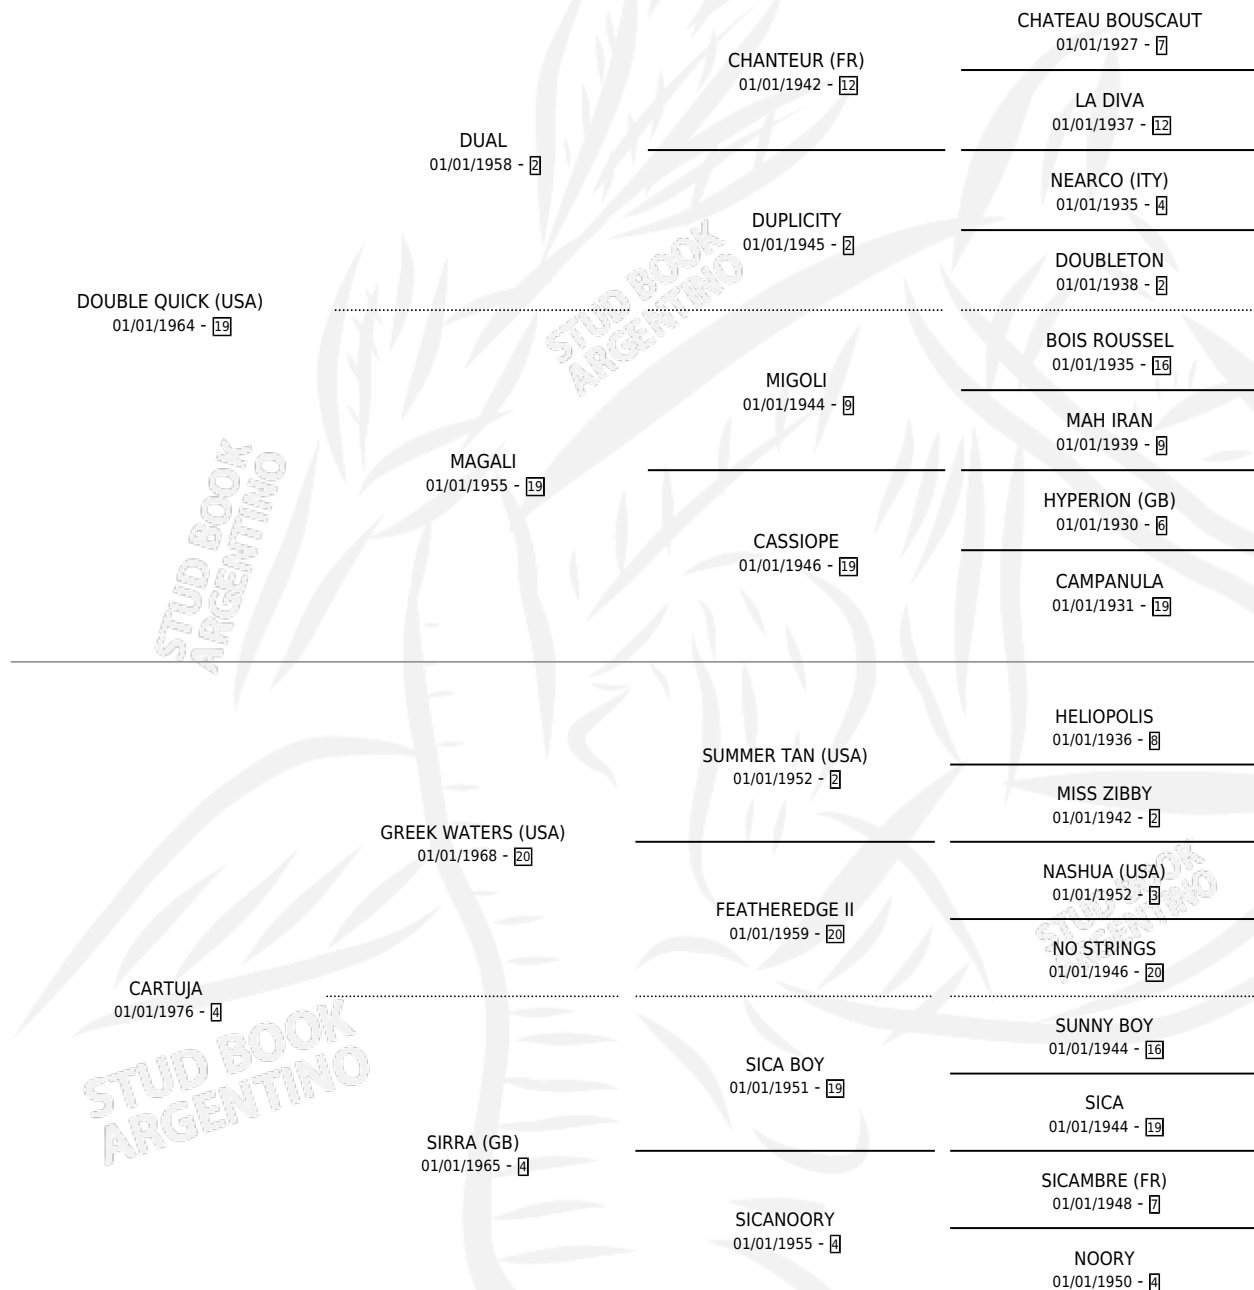 CHATEAU BOUSCAUT
01/01/1927 - 7
CHANTEUR (FR)
01/01/1942 - 12
LA DIVA
01/01/1937 - 12
DUAL
01/01/1958 - 2
NEARCO (ITY)
01/01/1935 - 4
DUPLICITY
01/01/1945 - 2
DOUBLETON
01/01/1938 - 2
STUD BOOK
ARGENTINO
DOUBLE QUICK (USA)
01/01/1964 - 19
BOIS ROUSSEL
01/01/1935 - 16
MIGOLI
01/01/1944 - 9
MAH IRAN
01/01/1939 - 9
MAGALI
01/01/1955 - 19
HYPERION (GB)
01/01/1930 - 6
CASSIOPE
01/01/1946 - 19
CAMPANULA
01/01/1931 - 19
STUD BOOK
ARGENTINO
HELIOPOLIS
01/01/1936 - 8
SUMMER TAN (USA)
01/01/1952 - 2
MISS ZIBBY
01/01/1942 - 2
GREEK WATERS (USA)
01/01/1968 - 20
NASHUA (USA)
01/01/1952 - 3
FEATHEREDGE II
01/01/1959 - 20
NO STRINGS
01/01/1946 - 20
STUD BOOK
ARGENTINO
CARTUJA
01/01/1976 - 4
SUNNY BOY
01/01/1944 - 16
SICA BOY
01/01/1951 - 19
SICA
01/01/1944 - 19
STUD BOOK
ARGENTINO
SIRRA (GB)
01/01/1965 - 4
SICAMBRE (FR)
01/01/1948 - 7
SICANOORY
01/01/1955 - 4
NOORY
01/01/1950 - 4